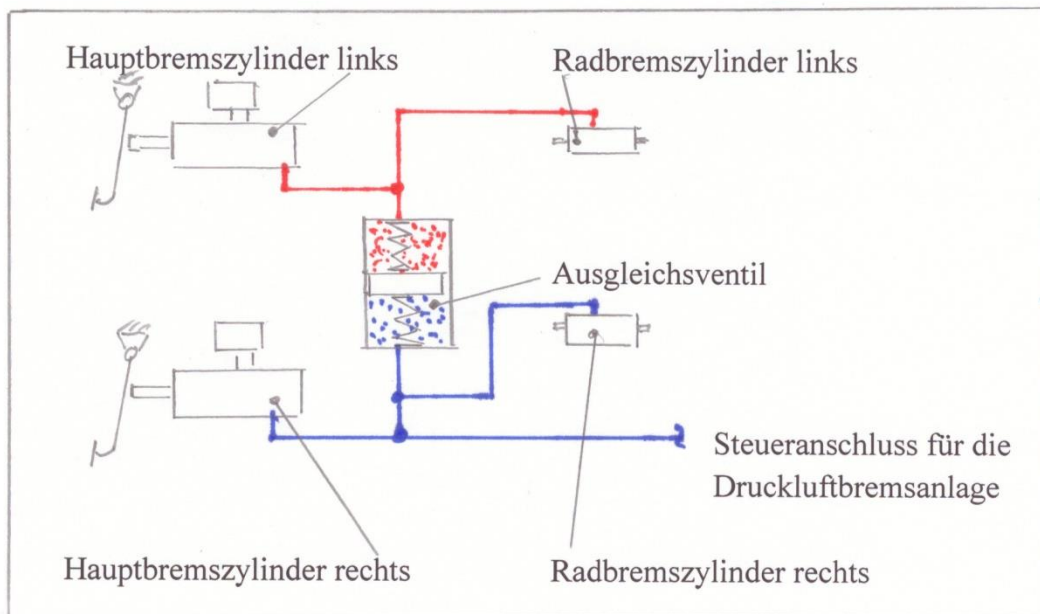 Hauptbremszylinder links
Radbremszylinder links
Ausgleichsventil
Steueranschluss für die
Druckluftbremsanlage
Hauptbremszylinder rechts
Radbremszylinder rechts